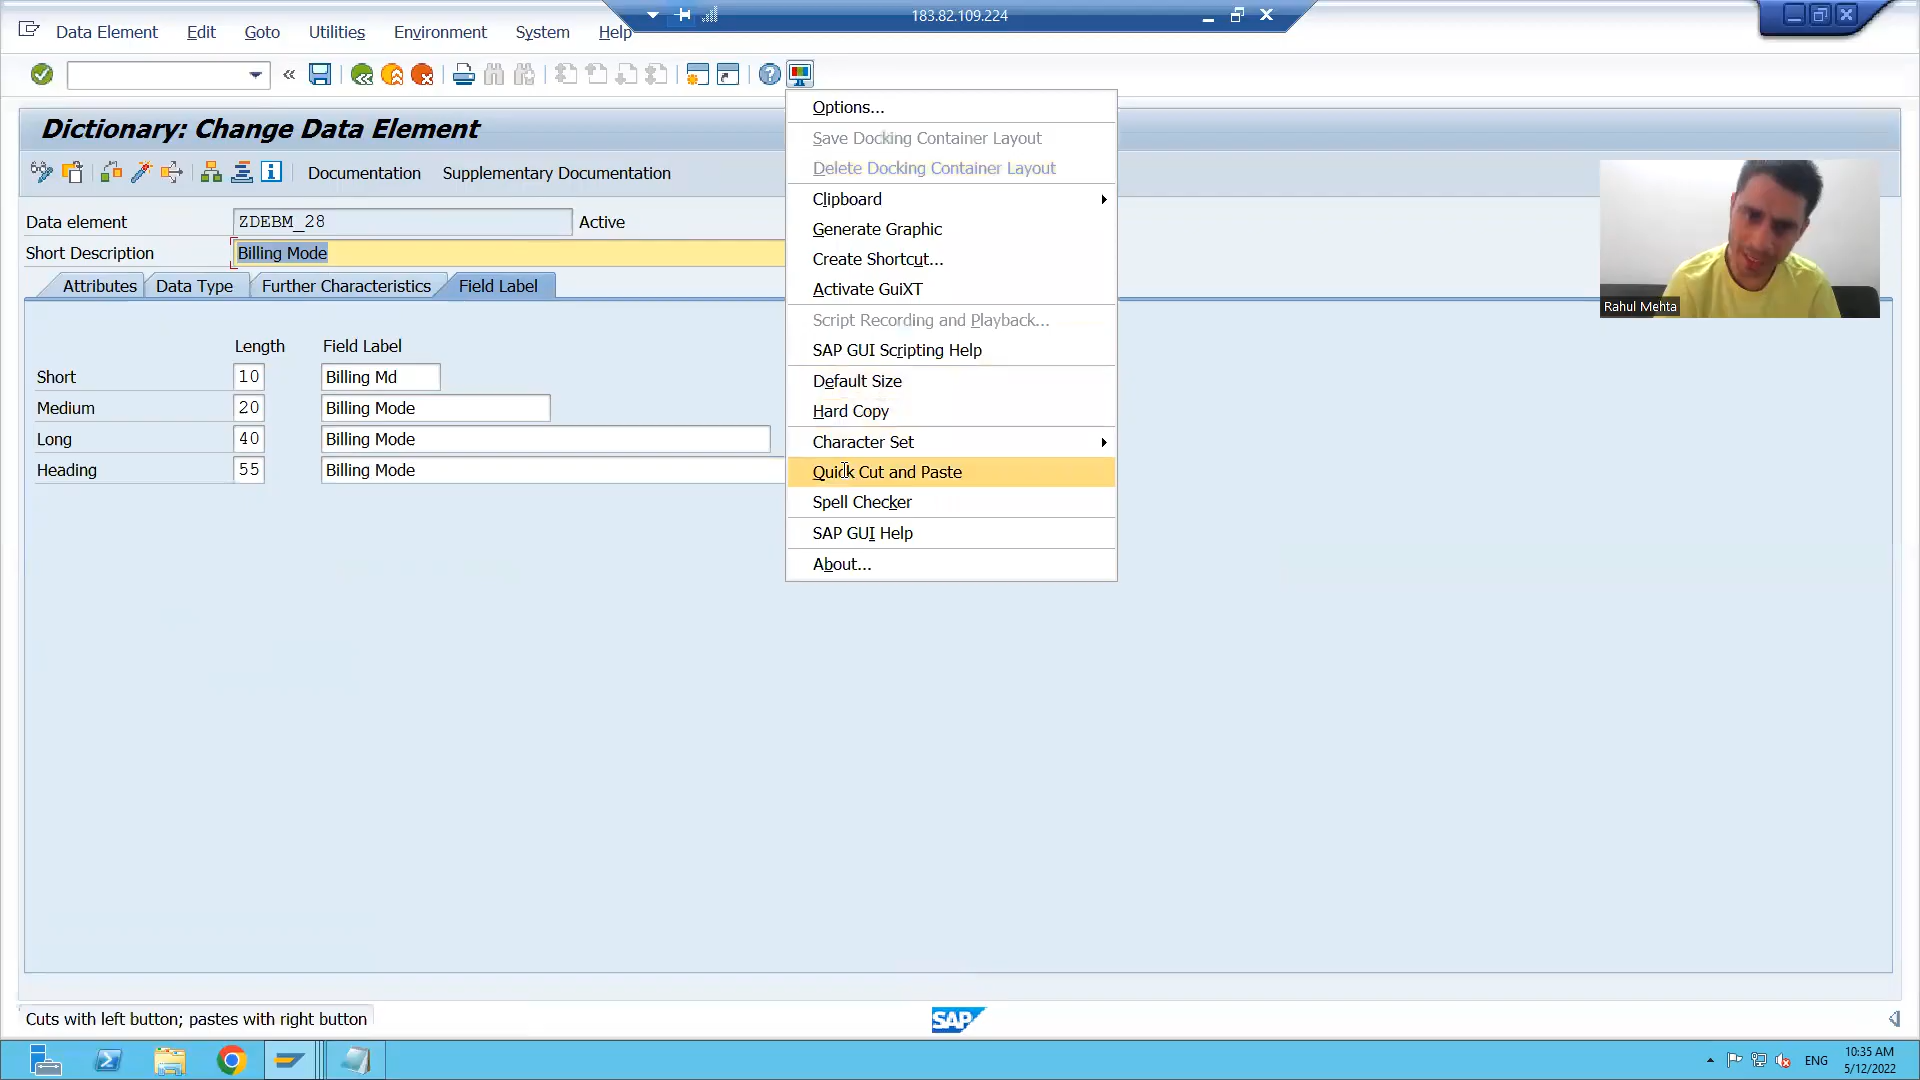 183.82.109.224
Data Element Edit Goto Utilities Environment System Help
Dictionary: Change Data Element
Documentation Supplementary Documentation
Data element ZDEBM_28 Active
Short Description Billing Mode
Attributes Data Type Further Characteristics Field Label
Length Field Label
Short 10 Billing Md
Medium 20 Billing Mode
Long 40 Billing Mode
Heading 55 Billing Mode
Options...
Save Docking Container Layout
Delete Docking Container Layout
Clipboard
Generate Graphic
Create Shortcut...
Activate GuiXT
Script Recording and Playback...
SAP GUI Scripting Help
Default Size
Hard Copy
Character Set
Quick Cut and Paste
Spell Checker
SAP GUI Help
About...
Rahul Mehta
Cuts with left button; pastes with right button
SAP
ENG
10:35 AM
5/12/2022